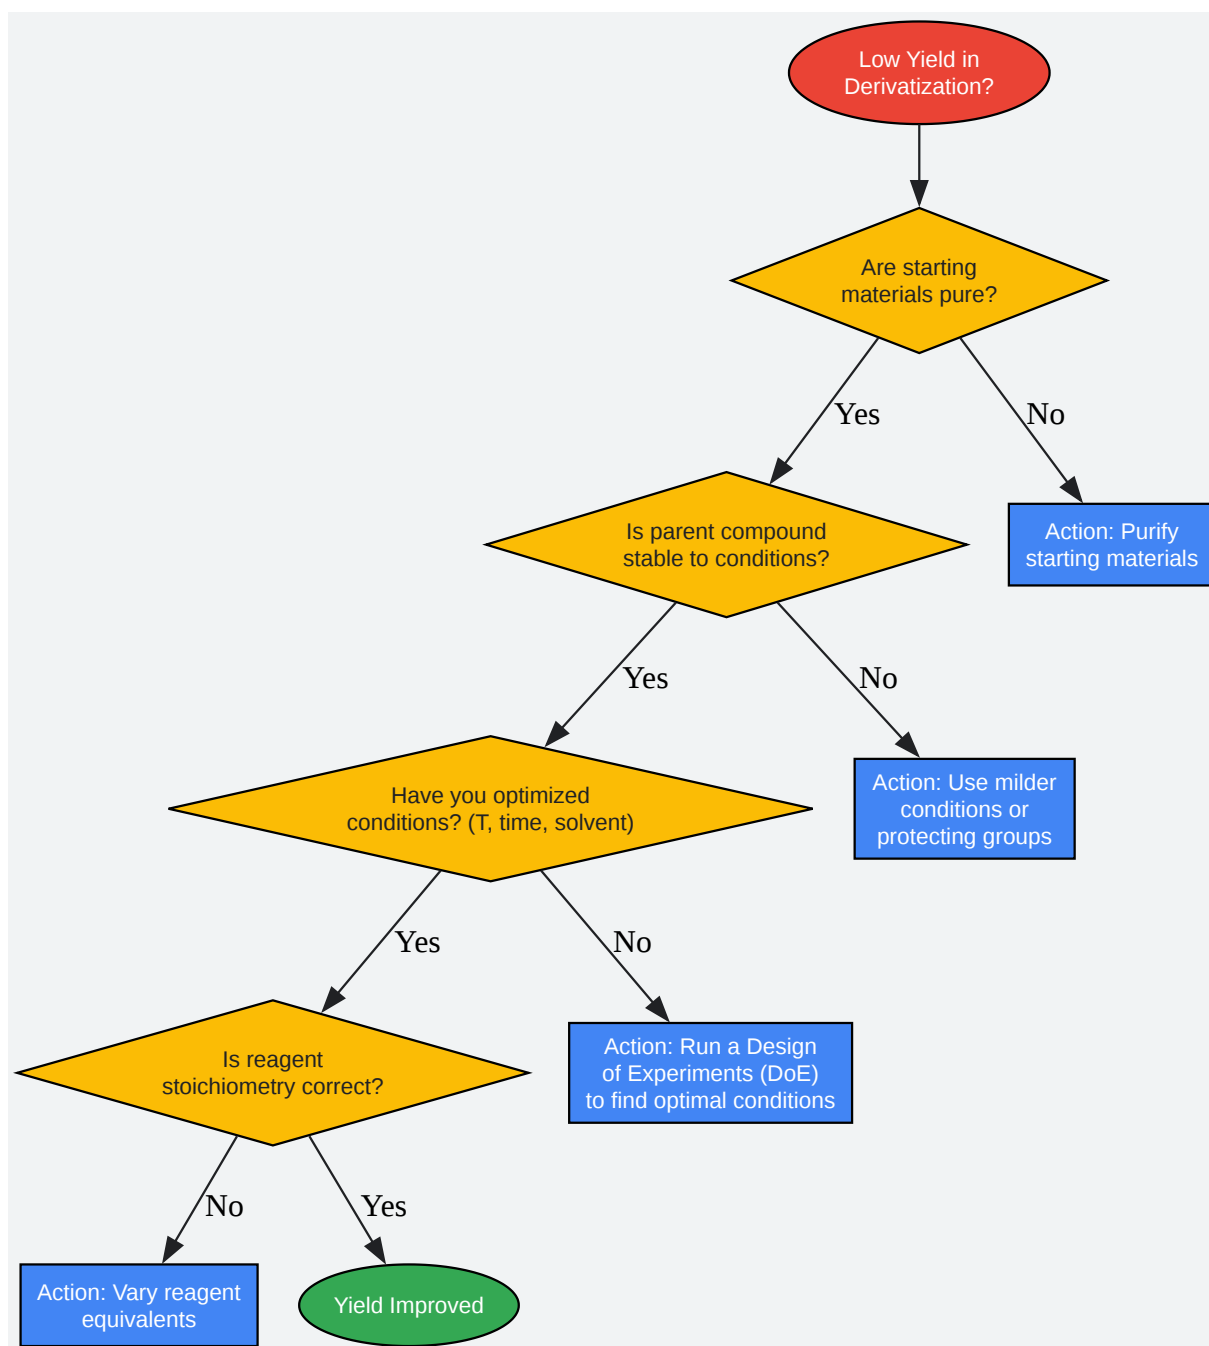 Low Yield in
Derivatization?
Are starting
materials pure?
Yes
No
Is parent compound
stable to conditions?
Action: Purify
starting materials
Yes
No
Have you optimized
conditions? (T, time, solvent)
Action: Use milder
conditions or
protecting groups
Yes
No
Is reagent
stoichiometry correct?
Action: Run a Design
of Experiments (DoE)
to find optimal conditions
No
Yes
Action: Vary reagent
equivalents
Yield Improved